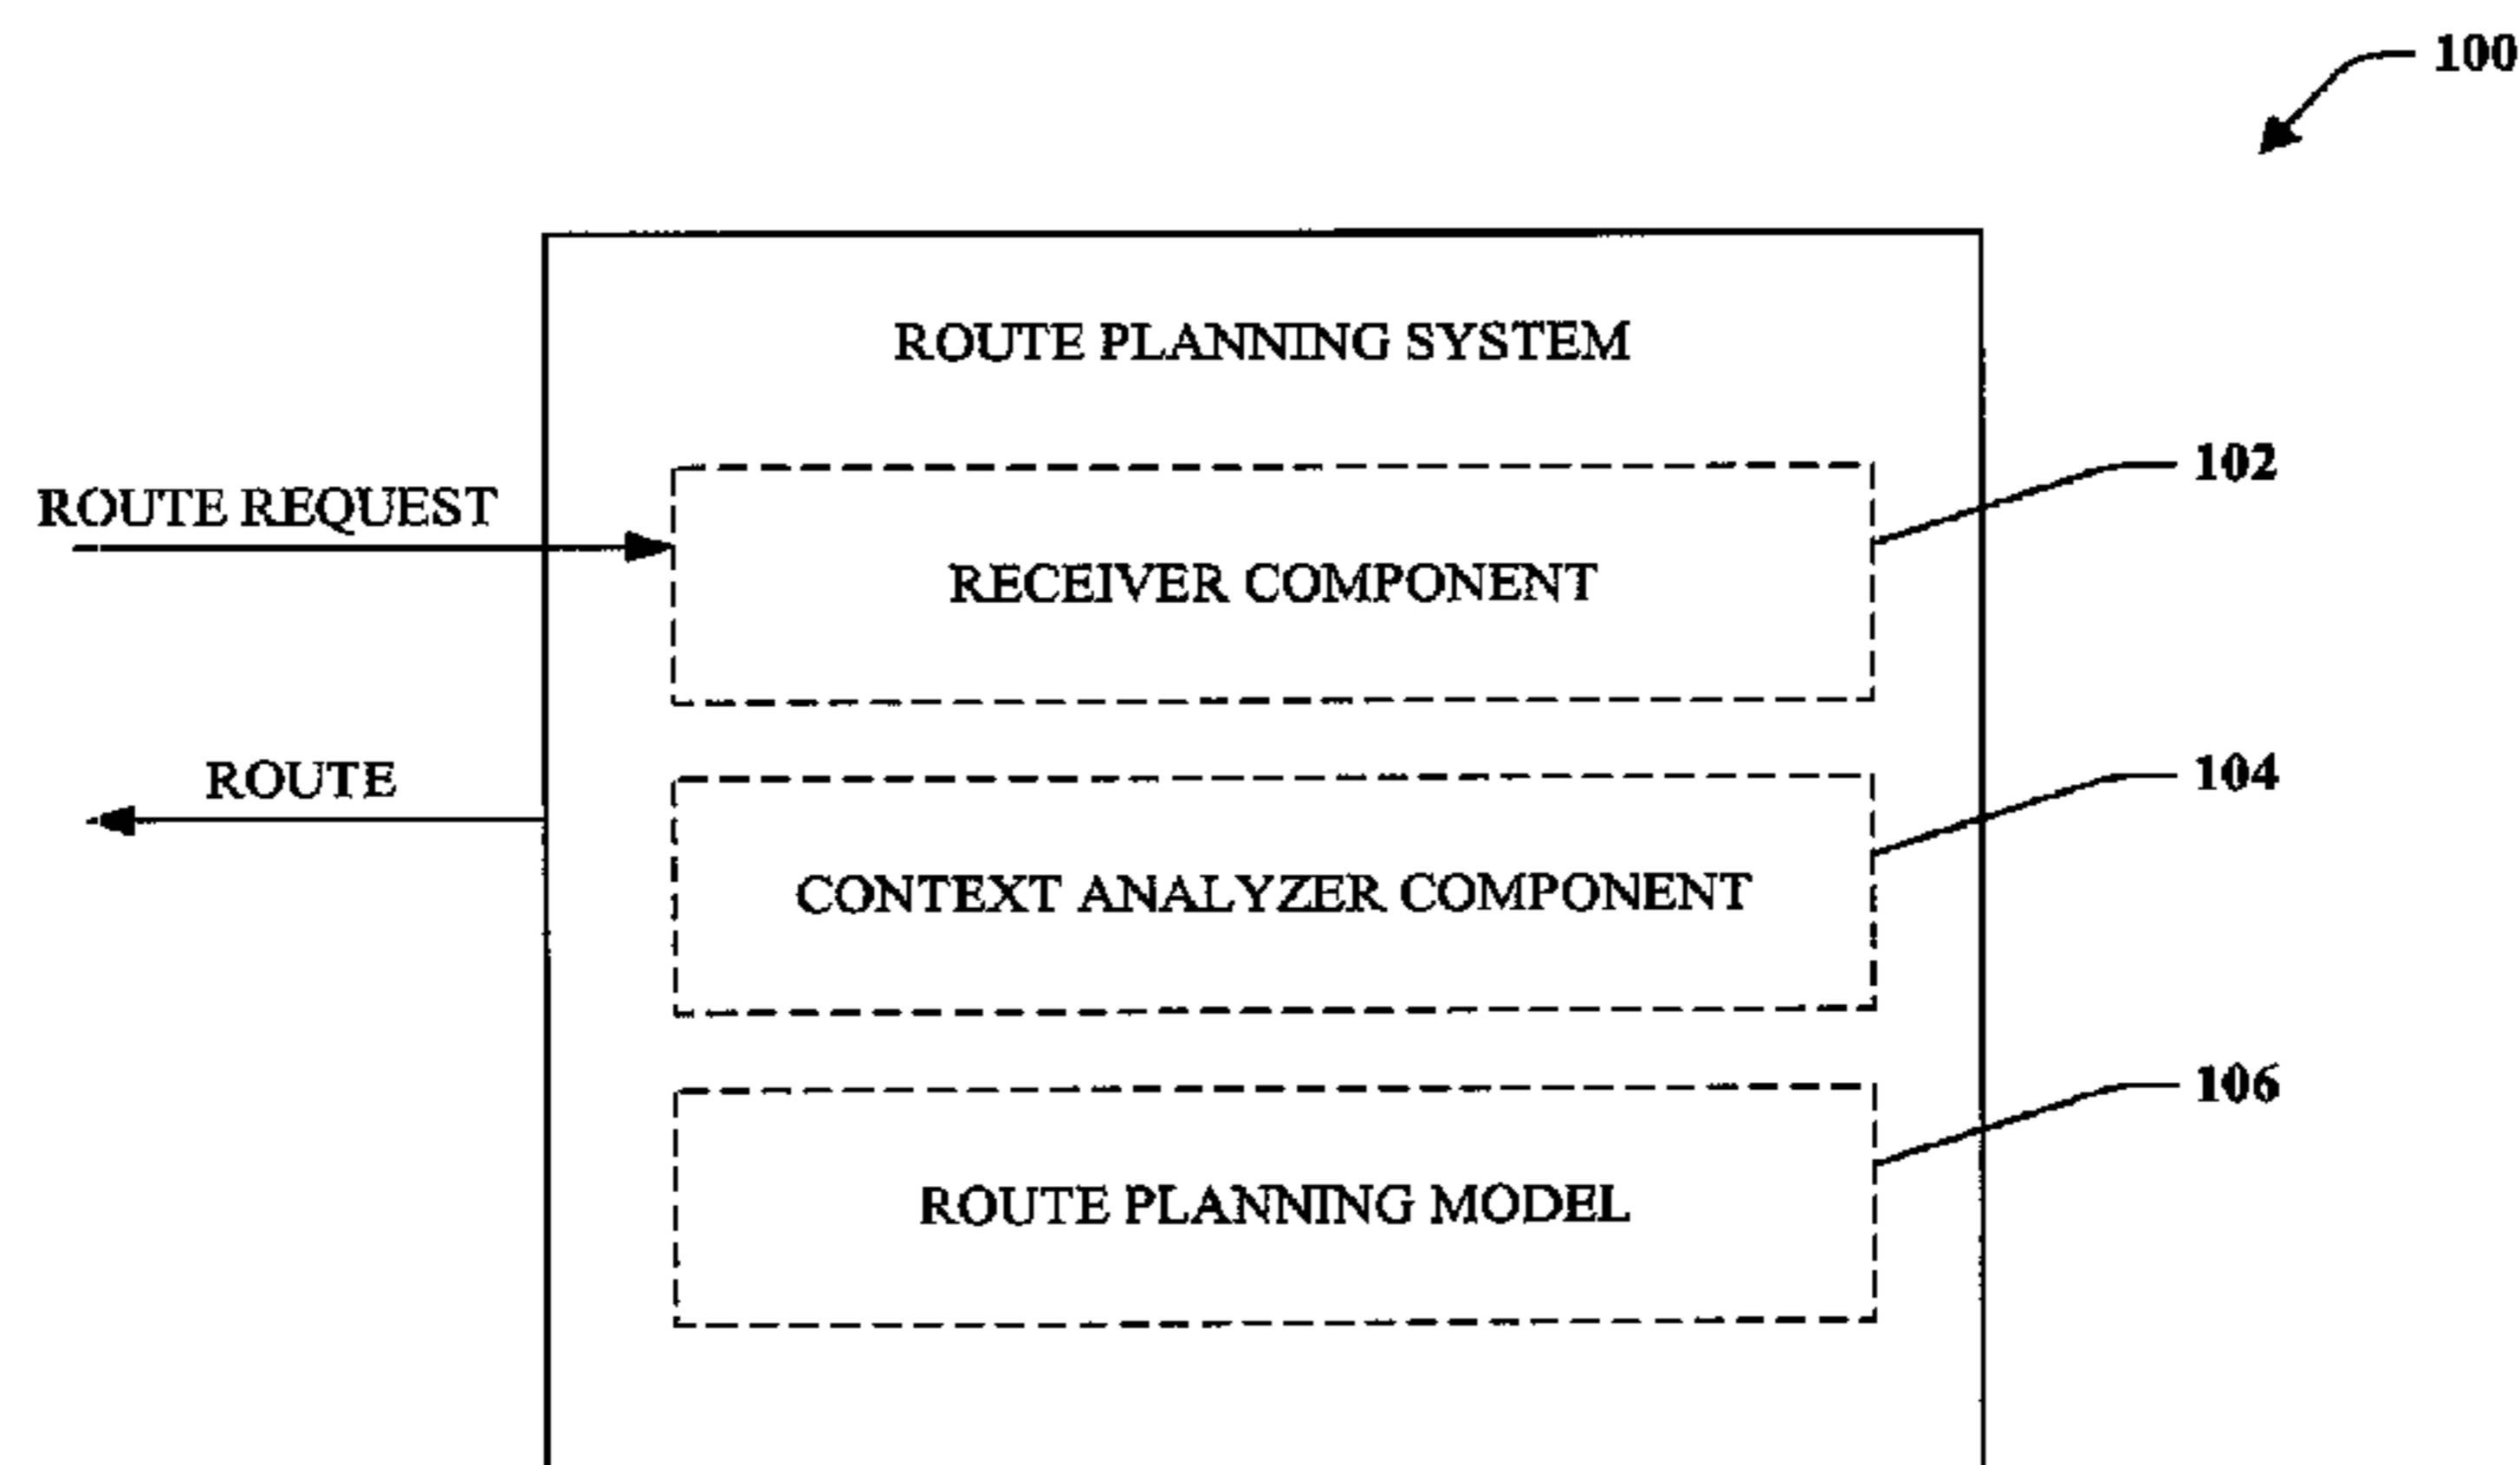 100
ROUTE PLANNING SYSTEM
102
ROUTE REQUEST
RECEIVER COMPONENT
ROUTE
104
CONTEXT ANALYZER COMPONENT
106
ROUTE PLANNING MODEL